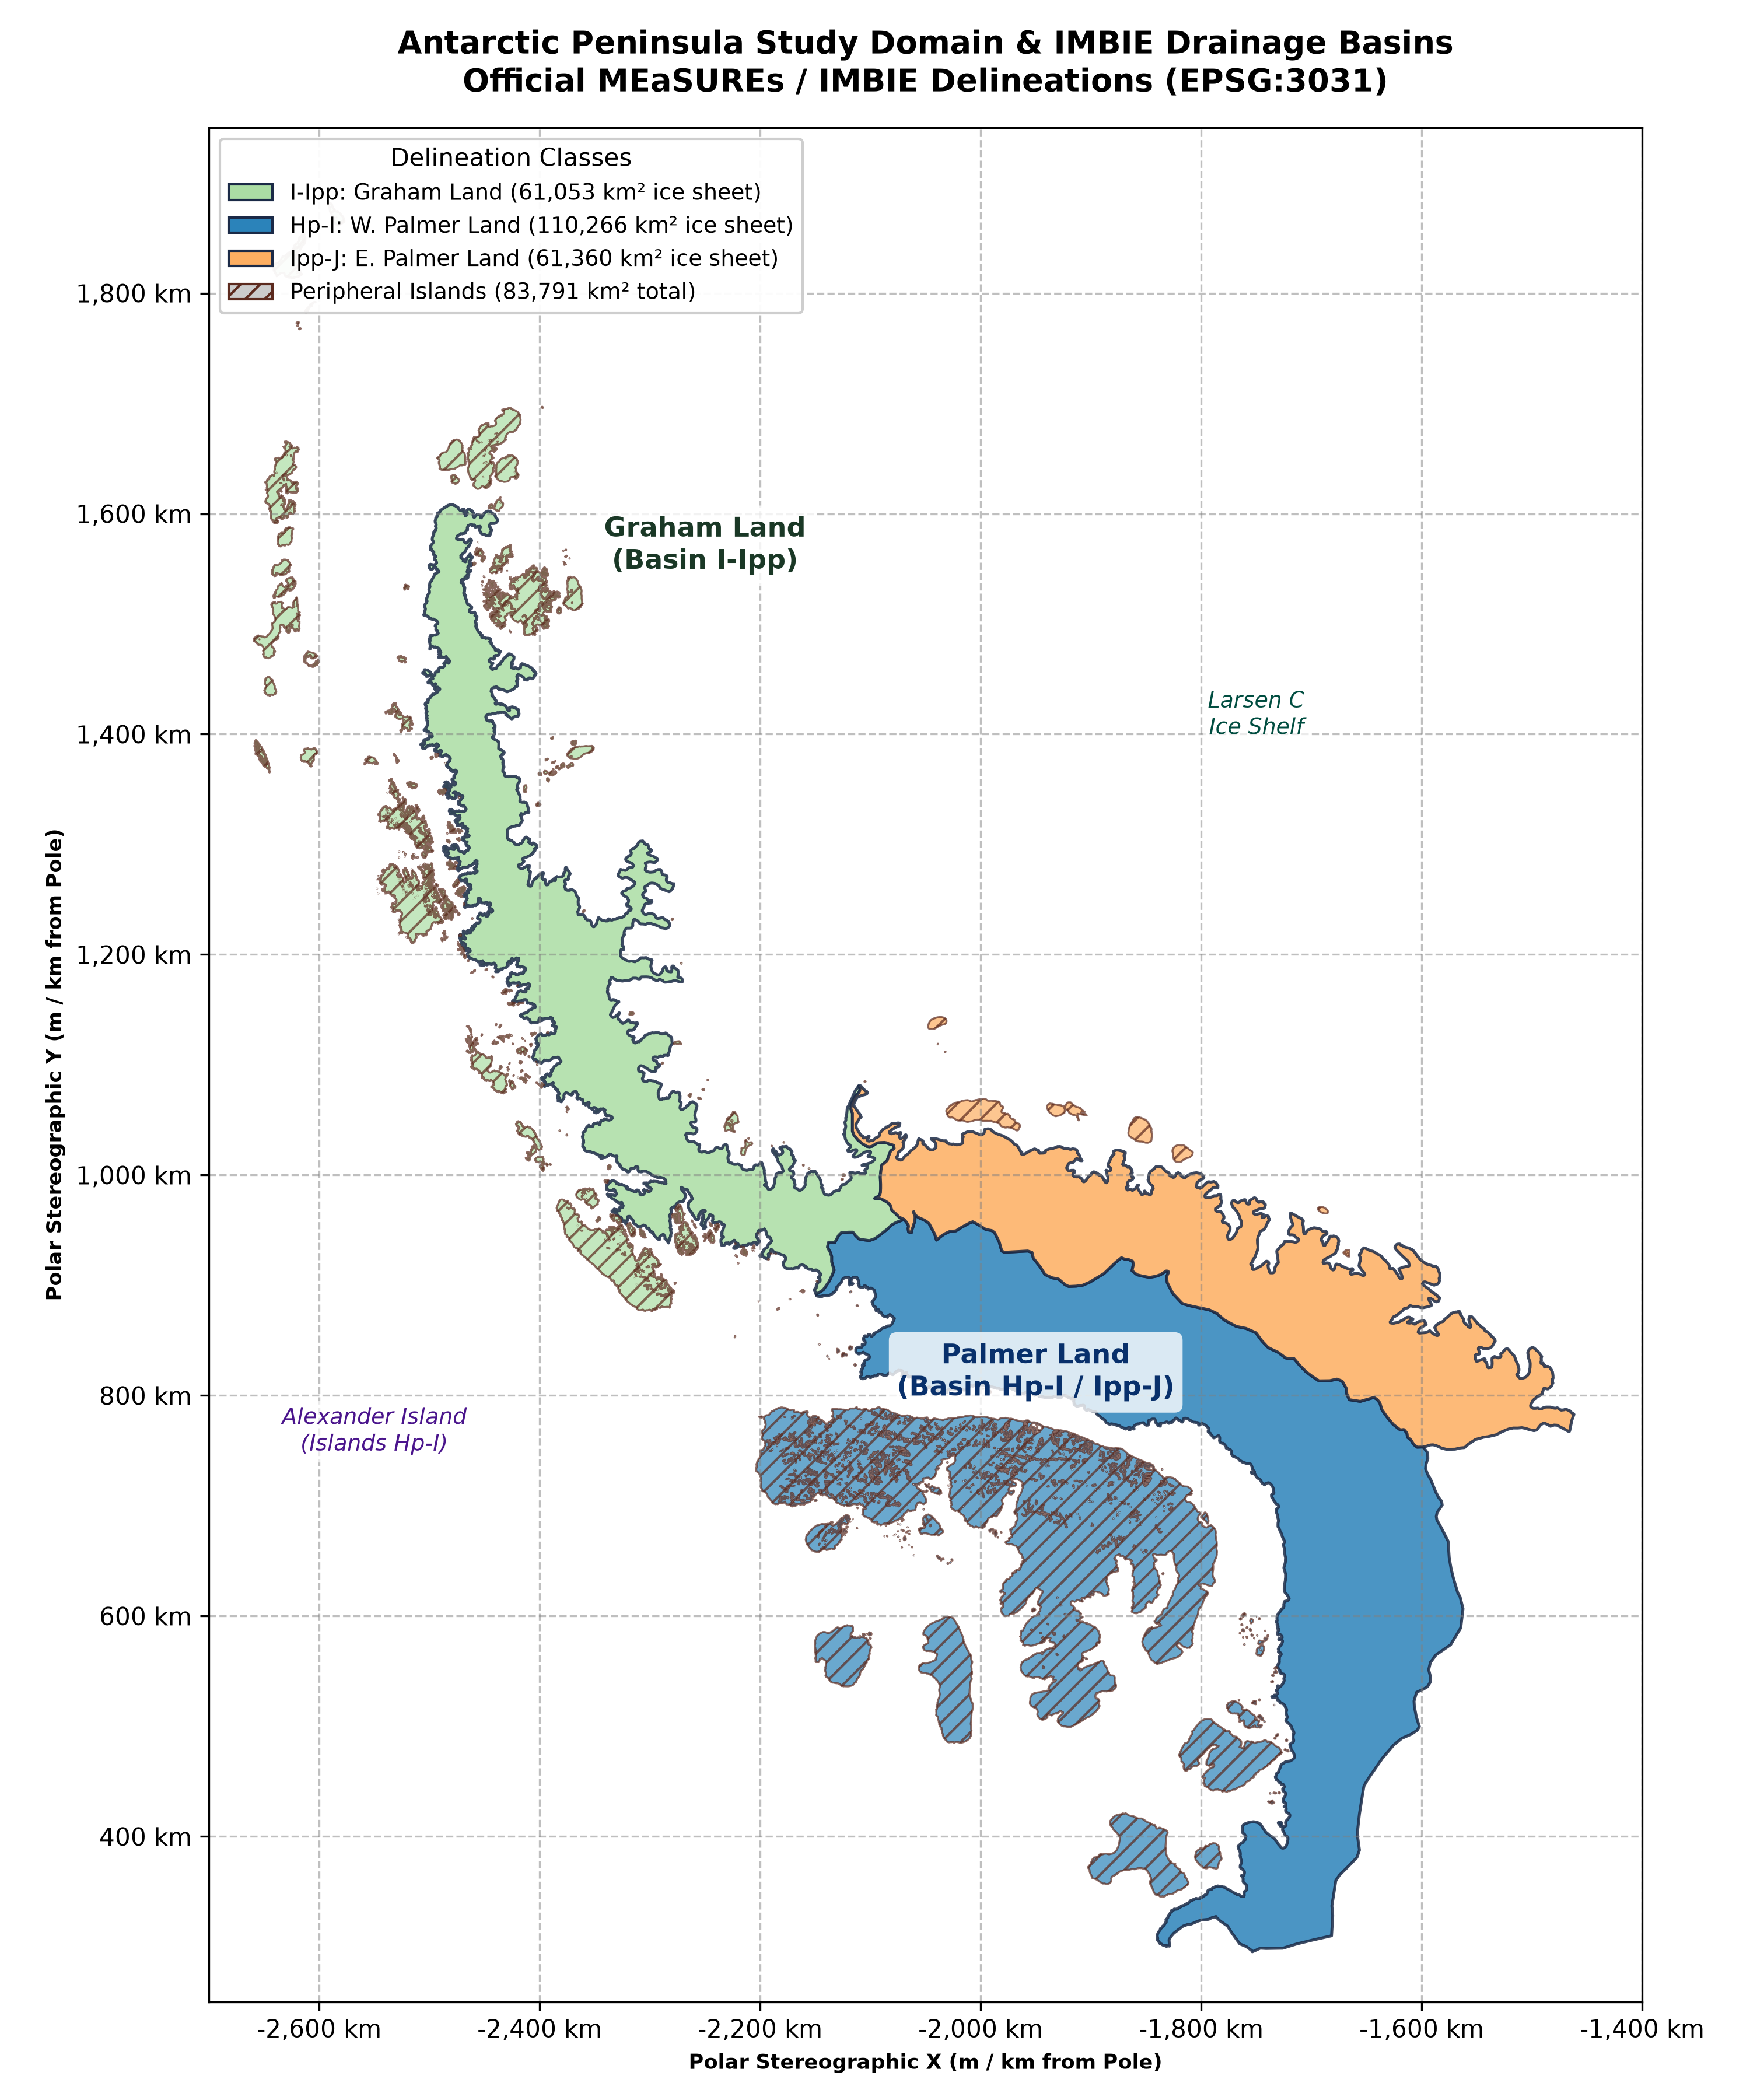 Antarctic Peninsula Study Domain & IMBIE Drainage Basins
Official MEaSUREs / IMBIE Delineations (EPSG:3031)
Delineation Classes
I-Ipp: Graham Land (61,053 km² ice sheet)
Hp-I: W. Palmer Land (110,266 km² ice sheet)
Ipp-J: E. Palmer Land (61,360 km² ice sheet)
Peripheral Islands (83,791 km² total)
1,800 km
1,600 km
1,400 km
1,200 km
1,000 km
800 km
600 km
400 km
Polar Stereographic Y (m / km from Pole)
Graham Land
(Basin I-Ipp)
Larsen C
Ice Shelf
Palmer Land
(Basin Hp-I / Ipp-J)
Alexander Island
(Islands Hp-I)
-2,600 km
-2,400 km
-2,200 km
-2,000 km
-1,800 km
-1,600 km
-1,400 km
Polar Stereographic X (m / km from Pole)